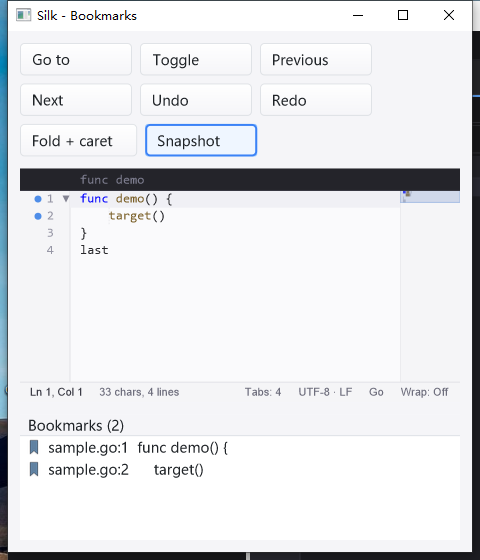 Silk - Bookmarks
Go to Toggle Previous
Next Undo Redo
Fold + caret Snapshot
func demo
1 func demo() {
2 target()
3 }
4 last
Ln 1, Col 1 33 chars, 4 lines Tabs: 4 UTF-8 · LF Go Wrap: Off
Bookmarks (2)
sample.go:1 func demo() {
sample.go:2 target()